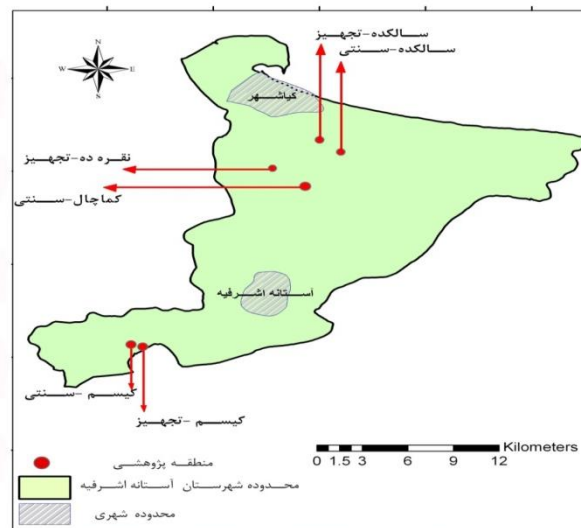 سالکده-تجهیز
سالکده-سنتی
N
W E
S
کیاشهر
نقره ده-تجهیز
کماچال-سنتی
آستانه اشرفیه
کیسم -سنتی
کیسم -تجهیز
Kilometers
0 1.5 3 6 9 12
منطقه پژوهشی
محدوده شهرستان آستانه اشرفیه
محدوده شهری